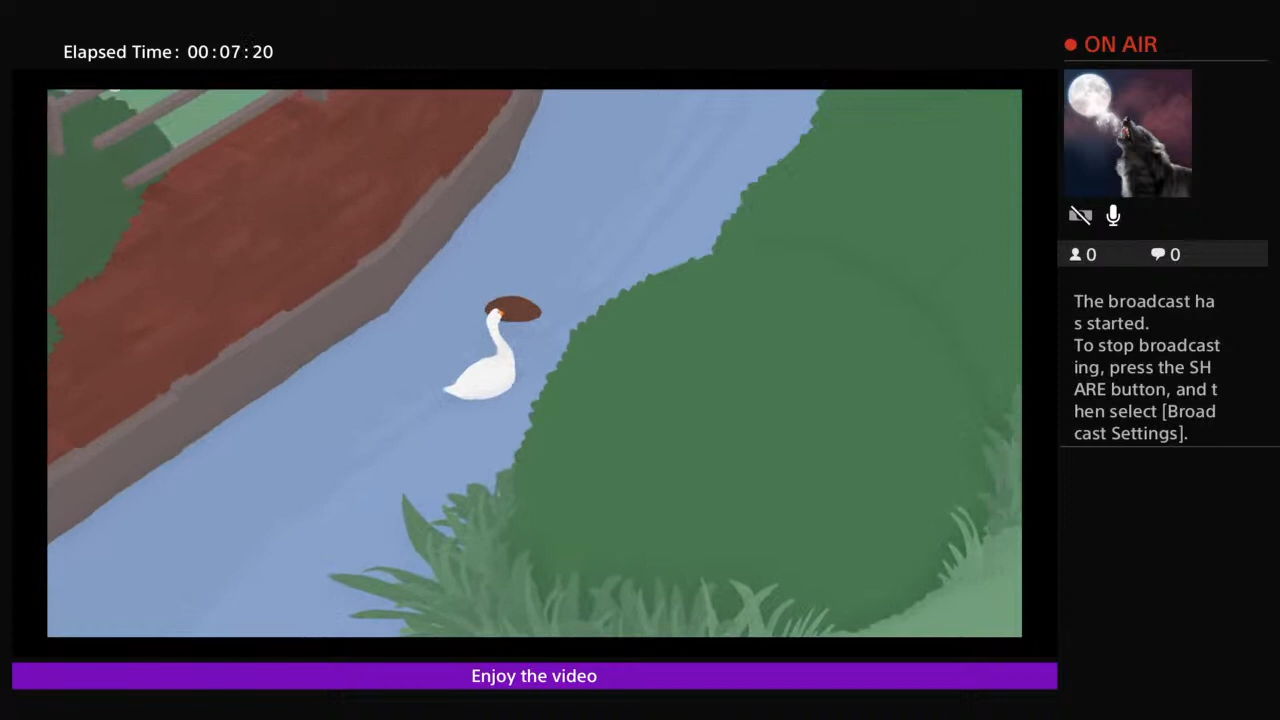 Elapsed Time: 00:07:20
ON AIR
0 0
The broadcast ha
s started.
To stop broadcast
ing, press the SH
ARE button, and t
hen select [Broad
cast Settings].
Enjoy the video